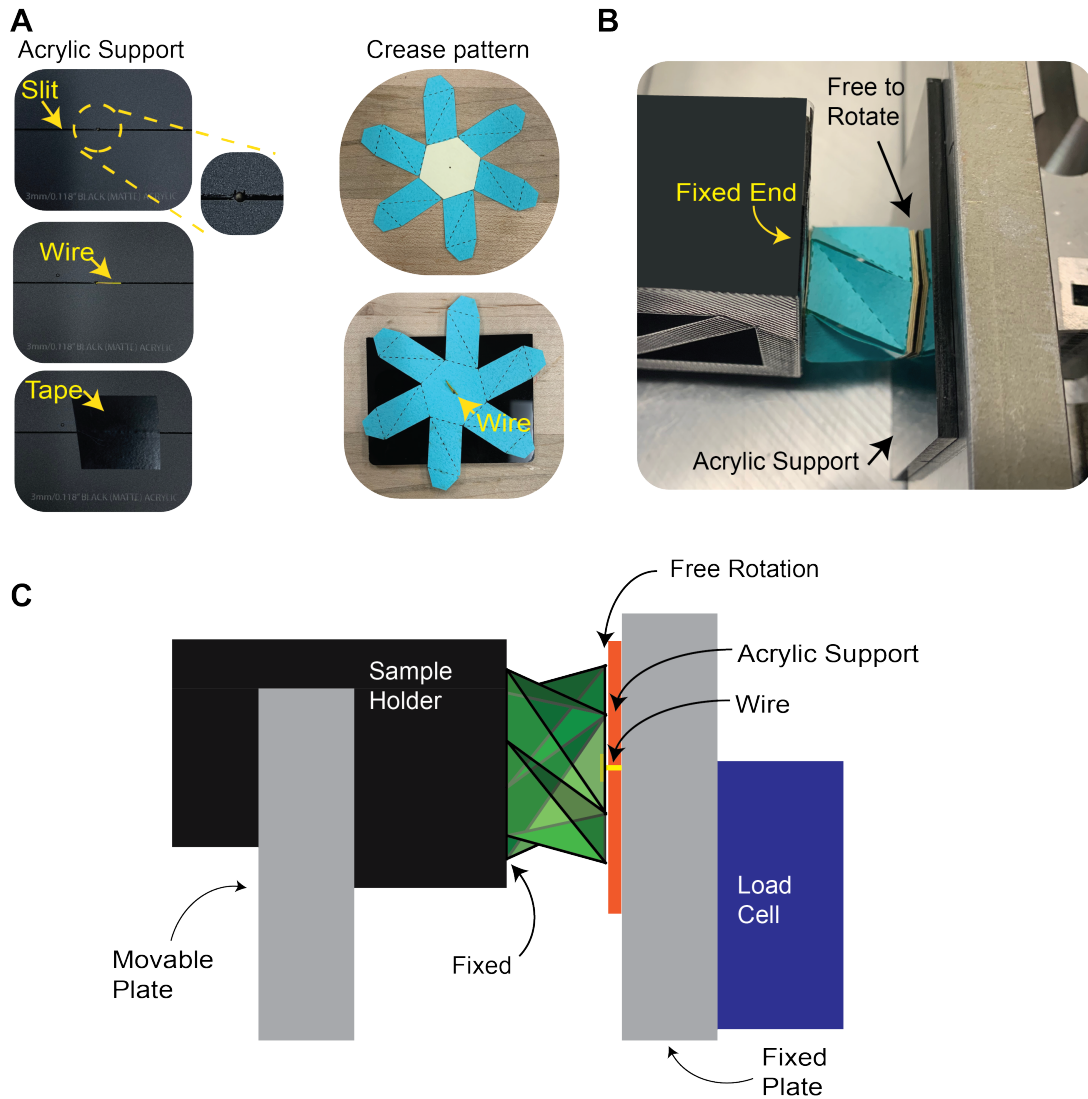 A
Acrylic Support
Slit
3mm/0.118" BLACK (MATTE) ACRYLIC
Wire
3mm/0.118" BLACK (MATTE) ACRYLIC
Tape
3mm/0.118" BLACK (MATTE) ACRYLIC
Crease pattern
Wire
B
Free to
Rotate
Fixed End
Acrylic Support
C
Free Rotation
Sample
Holder
Acrylic Support
Wire
Load
Cell
Movable
Plate
Fixed
Fixed
Plate